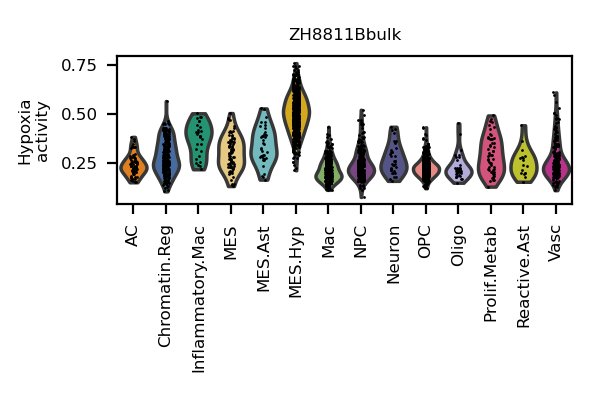 ZH8811Bbulk
Hypoxia
activity
0.75
0.50
0.25
AC
Chromatin.Reg
Inflammatory.Mac
MES
MES.Ast
MES.Hyp
Mac
NPC
Neuron
OPC
Oligo
Prolif.Metab
Reactive.Ast
Vasc